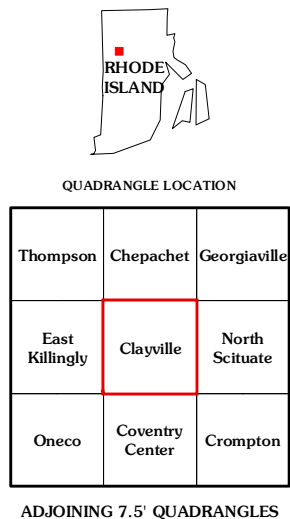 RHODE
ISLAND
QUADRANGLE LOCATION
Thompson
Chepachet
Georgiaville
East
Killingly
Clayville
North
Scituate
Oneco
Coventry
Center
Crompton
ADJOINING 7.5' QUADRANGLES